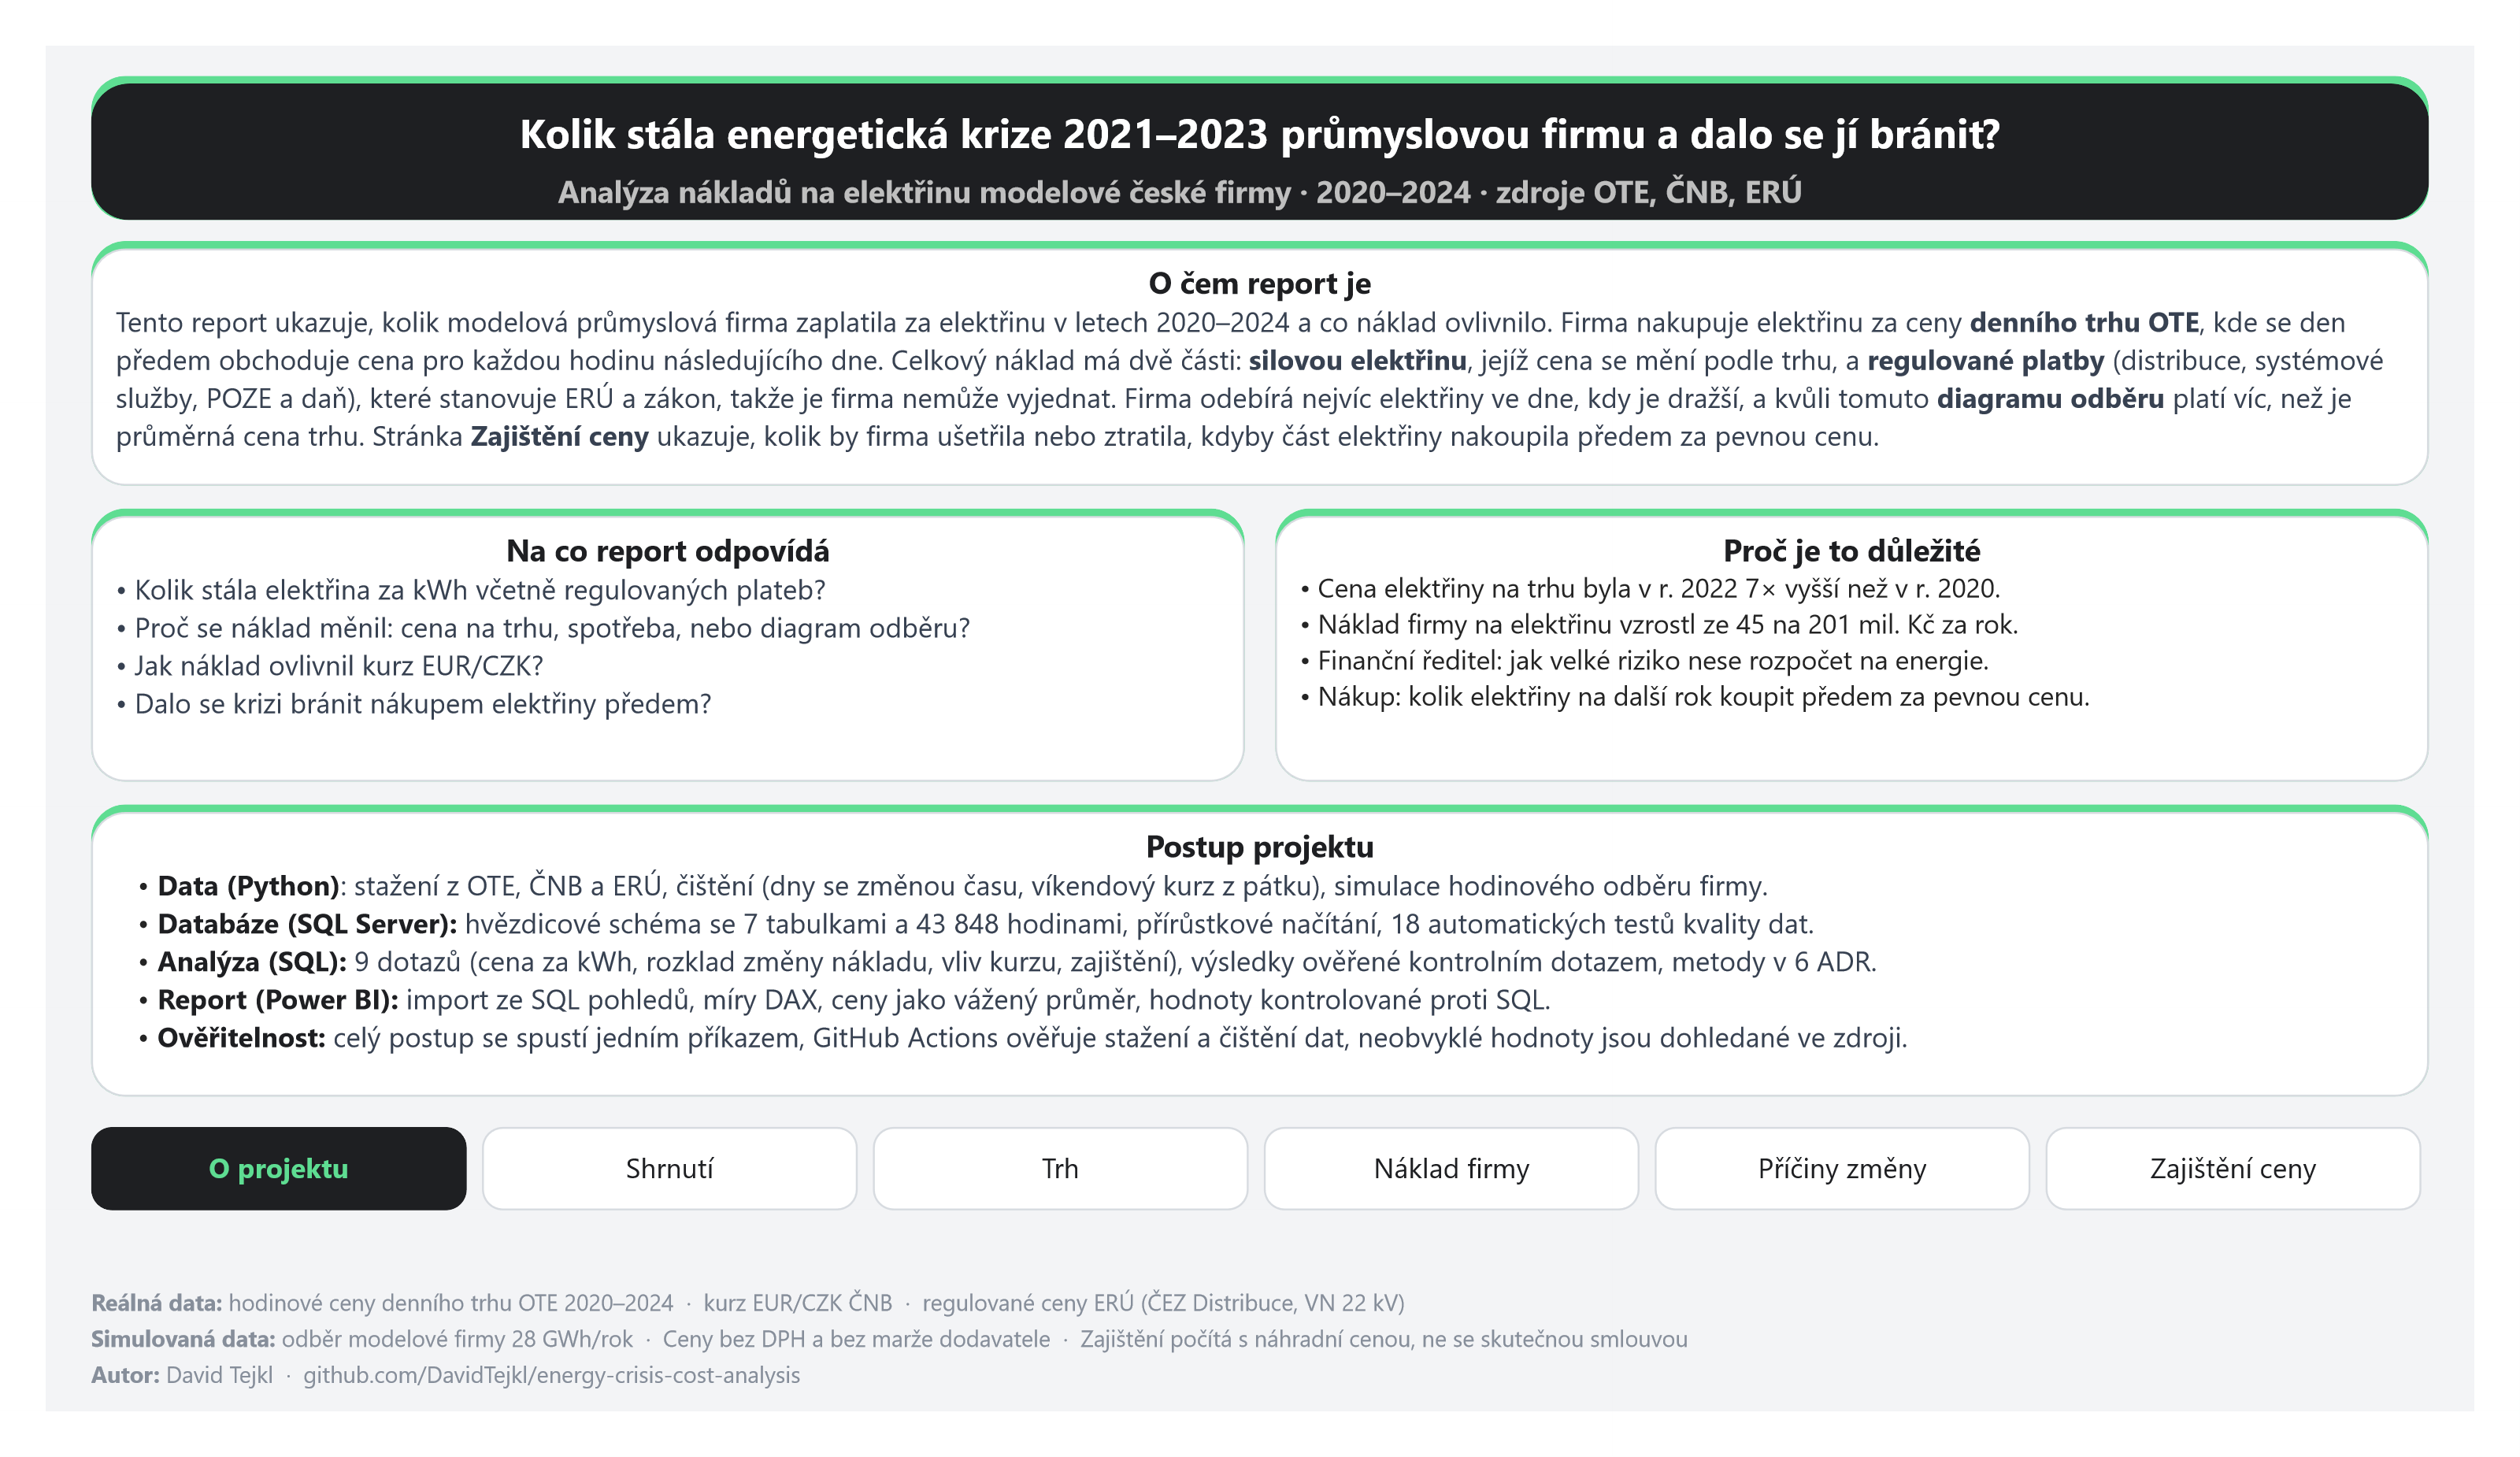 Kolik stála energetická krize 2021–2023 průmyslovou firmu a dalo se jí bránit?
Analýza nákladů na elektřinu modelové české firmy · 2020–2024 · zdroje OTE, ČNB, ERÚ
O čem report je
Tento report ukazuje, kolik modelová průmyslová firma zaplatila za elektřinu v letech 2020–2024 a co náklad ovlivnilo. Firma nakupuje elektřinu za ceny denního trhu OTE, kde se den
předem obchoduje cena pro každou hodinu následujícího dne. Celkový náklad má dvě části: silovou elektřinu, jejíž cena se mění podle trhu, a regulované platby (distribuce, systémové
služby, POZE a daň), které stanovuje ERÚ a zákon, takže je firma nemůže vyjednat. Firma odebírá nejvíc elektřiny ve dne, kdy je dražší, a kvůli tomuto diagramu odběru platí víc, než je
průměrná cena trhu. Stránka Zajištění ceny ukazuje, kolik by firma ušetřila nebo ztratila, kdyby část elektřiny nakoupila předem za pevnou cenu.
Na co report odpovídá
• Kolik stála elektřina za kWh včetně regulovaných plateb?
• Proč se náklad měnil: cena na trhu, spotřeba, nebo diagram odběru?
• Jak náklad ovlivnil kurz EUR/CZK?
• Dalo se krizi bránit nákupem elektřiny předem?
Proč je to důležité
• Cena elektřiny na trhu byla v r. 2022 7× vyšší než v r. 2020.
• Náklad firmy na elektřinu vzrostl ze 45 na 201 mil. Kč za rok.
• Finanční ředitel: jak velké riziko nese rozpočet na energie.
• Nákup: kolik elektřiny na další rok koupit předem za pevnou cenu.
Postup projektu
• Data (Python): stažení z OTE, ČNB a ERÚ, čištění (dny se změnou času, víkendový kurz z pátku), simulace hodinového odběru firmy.
• Databáze (SQL Server): hvězdicové schéma se 7 tabulkami a 43 848 hodinami, přírůstkové načítání, 18 automatických testů kvality dat.
• Analýza (SQL): 9 dotazů (cena za kWh, rozklad změny nákladu, vliv kurzu, zajištění), výsledky ověřené kontrolním dotazem, metody v 6 ADR.
• Report (Power BI): import ze SQL pohledů, míry DAX, ceny jako vážený průměr, hodnoty kontrolované proti SQL.
• Ověřitelnost: celý postup se spustí jedním příkazem, GitHub Actions ověřuje stažení a čištění dat, neobvyklé hodnoty jsou dohledané ve zdroji.
O projektu
Shrnutí
Trh
Náklad firmy
Příčiny změny
Zajištění ceny
Reálná data: hodinové ceny denního trhu OTE 2020–2024 · kurz EUR/CZK ČNB · regulované ceny ERÚ (ČEZ Distribuce, VN 22 kV)
Simulovaná data: odběr modelové firmy 28 GWh/rok · Ceny bez DPH a bez marže dodavatele · Zajištění počítá s náhradní cenou, ne se skutečnou smlouvou
Autor: David Tejkl · github.com/DavidTejkl/energy-crisis-cost-analysis